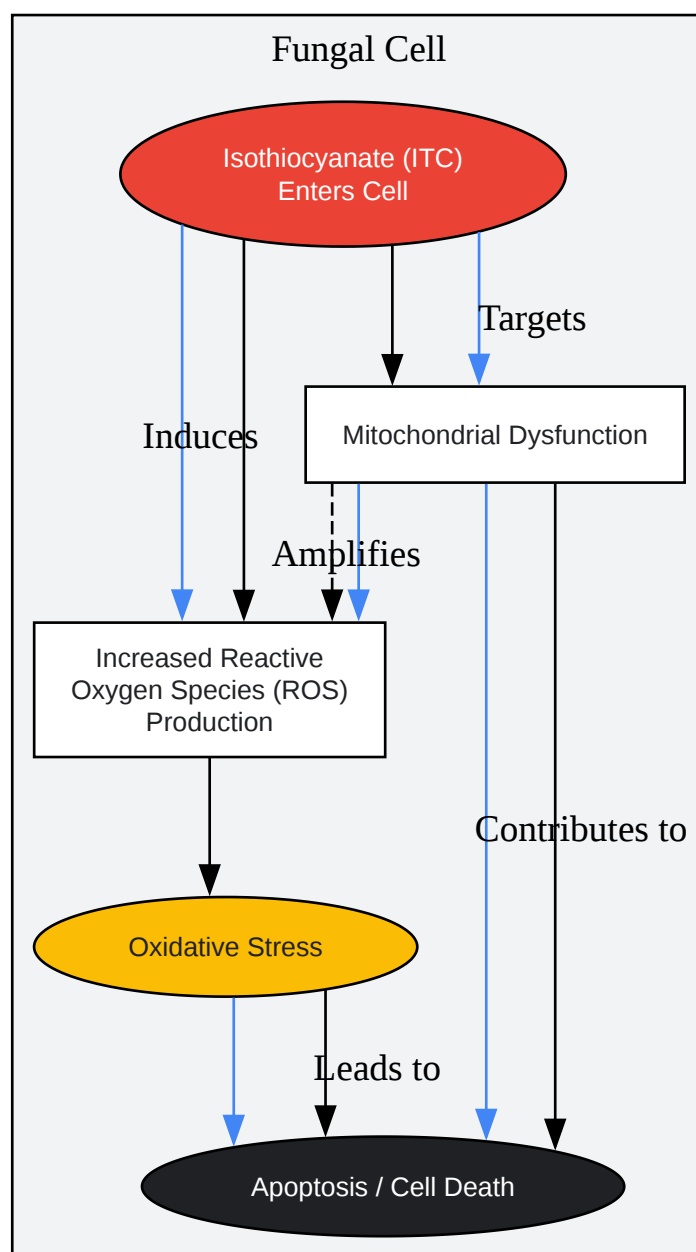 Fungal Cell
Isothiocyanate (ITC)
Enters Cell
Targets
Induces
Mitochondrial Dysfunction
Amplifies
Increased Reactive
Oxygen Species (ROS)
Production
Contributes to
Oxidative Stress
Leads to
Apoptosis / Cell Death